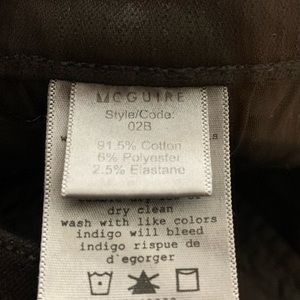 MCGUIRE
Style/Code:
02B
91.5% Cotton
6% Polyester
2.5% Elastane
dry clean
wash with like colors
indigo will bleed
indigo rispue de
d'egorger